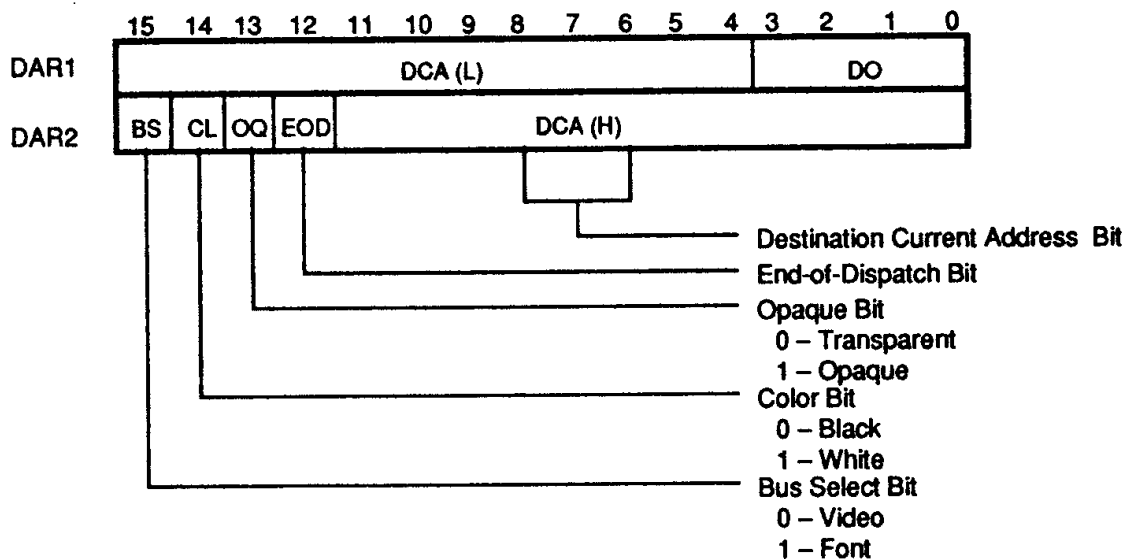 15 14 13 12 11 10 9 8 7 6 5 4 3 2 1 0
DAR1 DCA (L) DO
DAR2 BS CL OQ EOD DCA (H)
Destination Current Address Bit
End-of-Dispatch Bit
Opaque Bit
0 – Transparent
1 – Opaque
Color Bit
0 – Black
1 – White
Bus Select Bit
0 – Video
1 – Font